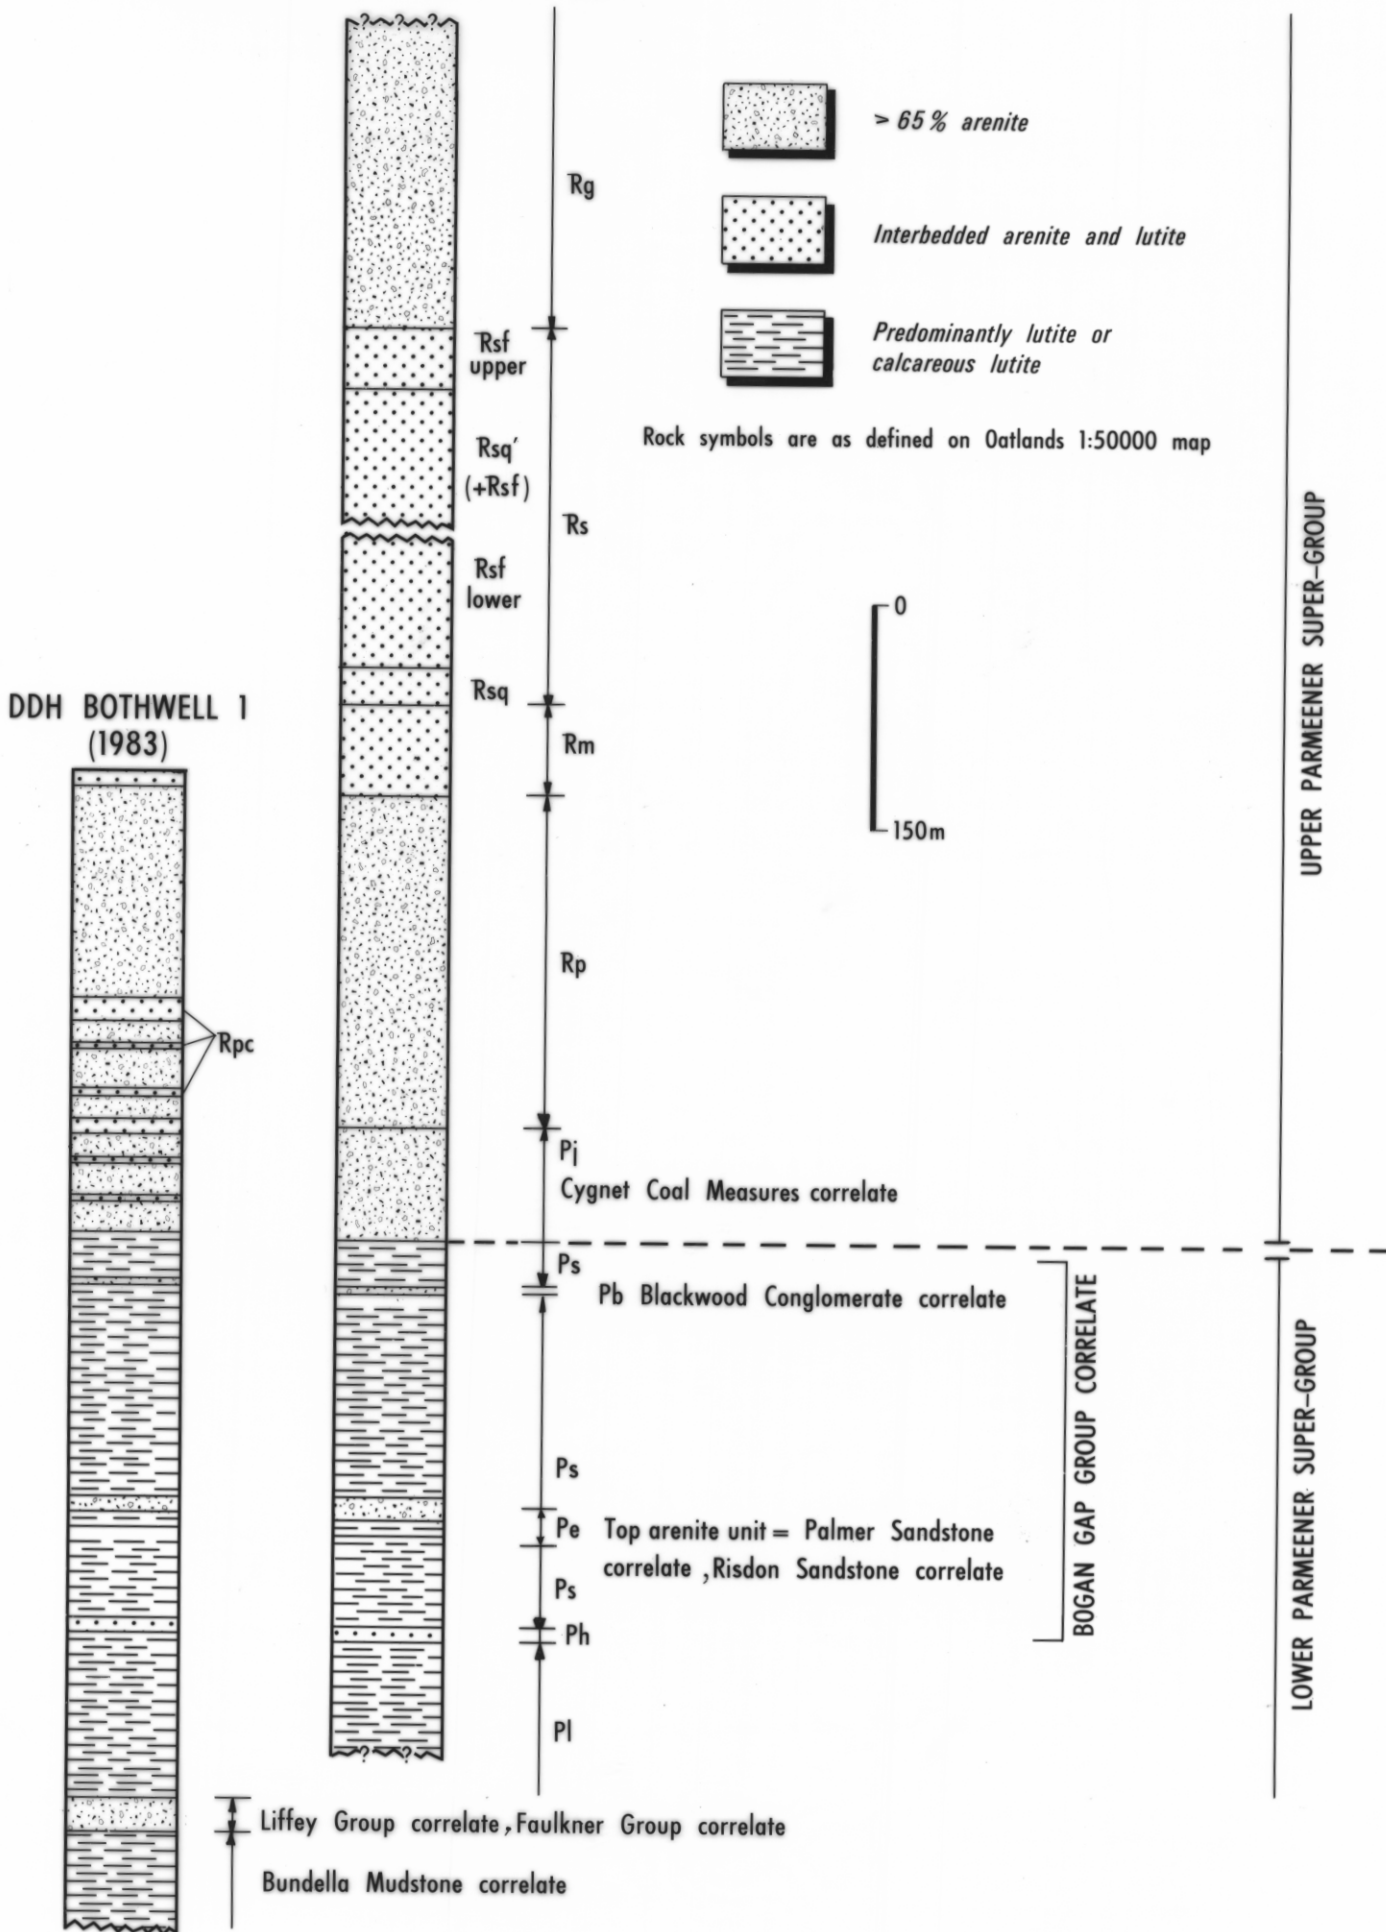 ? ? ?
> 65 % arenite
Rg
Interbedded arenite and lutite
Rsf
upper
Predominantly lutite or
calcareous lutite
Rsq'
(+Rsf)
Rock symbols are as defined on Oatlands 1:50000 map
Rs
Rsf
lower
0
150m
UPPER PARMEENER SUPER-GROUP
Rsq
DDH BOTHWELL 1
(1983)
Rm
Rp
Rpc
Pj
Cygnet Coal Measures correlate
Ps
Pb Blackwood Conglomerate correlate
BOGAN GAP GROUP CORRELATE
LOWER PARMEENER SUPER-GROUP
Ps
Pe Top arenite unit = Palmer Sandstone
correlate , Risdon Sandstone correlate
Ps
Ph
Pl
? ?
Liffey Group correlate, Faulkner Group correlate
Bundella Mudstone correlate